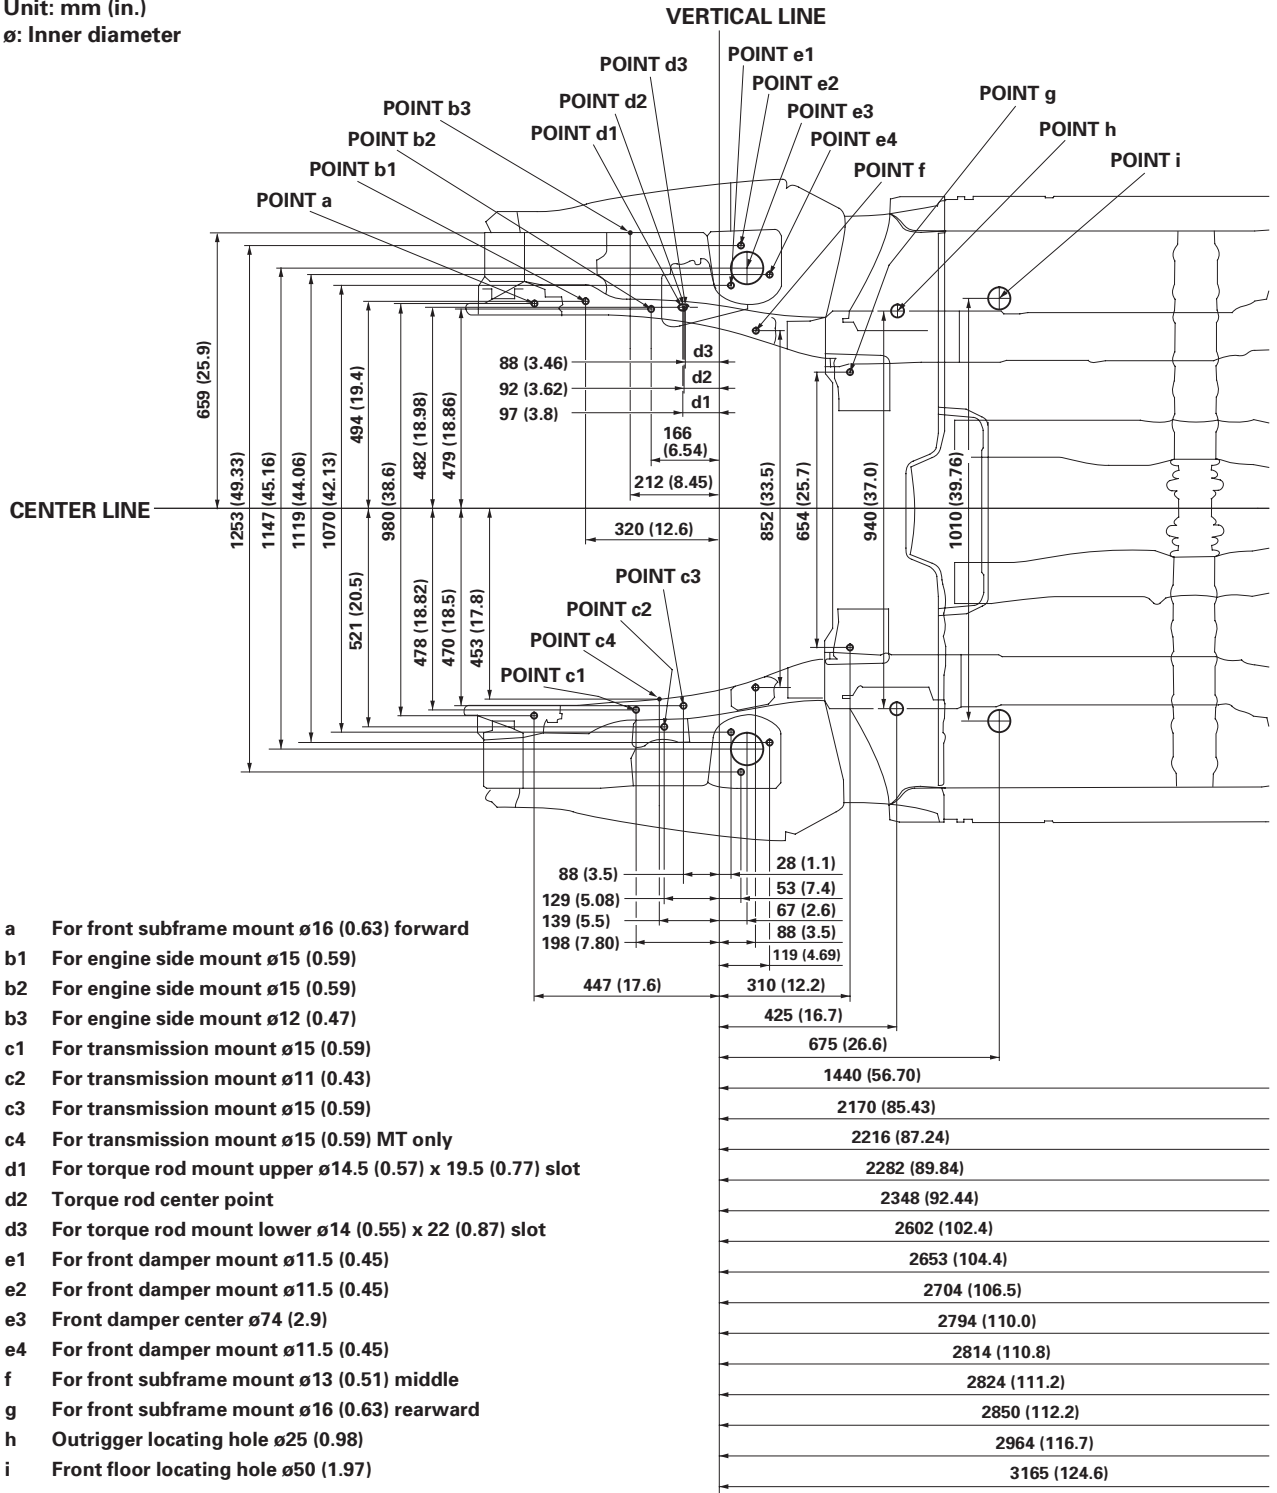 Unit: mm (in.)
ø: Inner diameter
VERTICAL LINE
POINT e1
POINT d3
POINT e2
POINT g
POINT d2
POINT b3
POINT e3
POINT h
POINT d1
POINT b2
POINT e4
POINT i
POINT b1
POINT f
POINT a
659 (25.9)
1253 (49.33)
1147 (45.16)
1119 (44.06)
1070 (42.13)
494 (19.4)
980 (38.6)
482 (18.98)
479 (18.86)
88 (3.46)
d3
92 (3.62)
d2
97 (3.8)
d1
166
(6.54)
212 (8.45)
320 (12.6)
852 (33.5)
654 (25.7)
940 (37.0)
1010 (39.76)
CENTER LINE
521 (20.5)
478 (18.82)
470 (18.5)
453 (17.8)
POINT c3
POINT c2
POINT c4
POINT c1
88 (3.5)
28 (1.1)
129 (5.08)
53 (7.4)
139 (5.5)
67 (2.6)
198 (7.80)
88 (3.5)
119 (4.69)
447 (17.6)
310 (12.2)
425 (16.7)
675 (26.6)
1440 (56.70)
2170 (85.43)
2216 (87.24)
2282 (89.84)
2348 (92.44)
2602 (102.4)
2653 (104.4)
2704 (106.5)
2794 (110.0)
2814 (110.8)
2824 (111.2)
2850 (112.2)
2964 (116.7)
3165 (124.6)
a For front subframe mount ø16 (0.63) forward
b1 For engine side mount ø15 (0.59)
b2 For engine side mount ø15 (0.59)
b3 For engine side mount ø12 (0.47)
c1 For transmission mount ø15 (0.59)
c2 For transmission mount ø11 (0.43)
c3 For transmission mount ø15 (0.59)
c4 For transmission mount ø15 (0.59) MT only
d1 For torque rod mount upper ø14.5 (0.57) x 19.5 (0.77) slot
d2 Torque rod center point
d3 For torque rod mount lower ø14 (0.55) x 22 (0.87) slot
e1 For front damper mount ø11.5 (0.45)
e2 For front damper mount ø11.5 (0.45)
e3 Front damper center ø74 (2.9)
e4 For front damper mount ø11.5 (0.45)
f For front subframe mount ø13 (0.51) middle
g For front subframe mount ø16 (0.63) rearward
h Outrigger locating hole ø25 (0.98)
i Front floor locating hole ø50 (1.97)